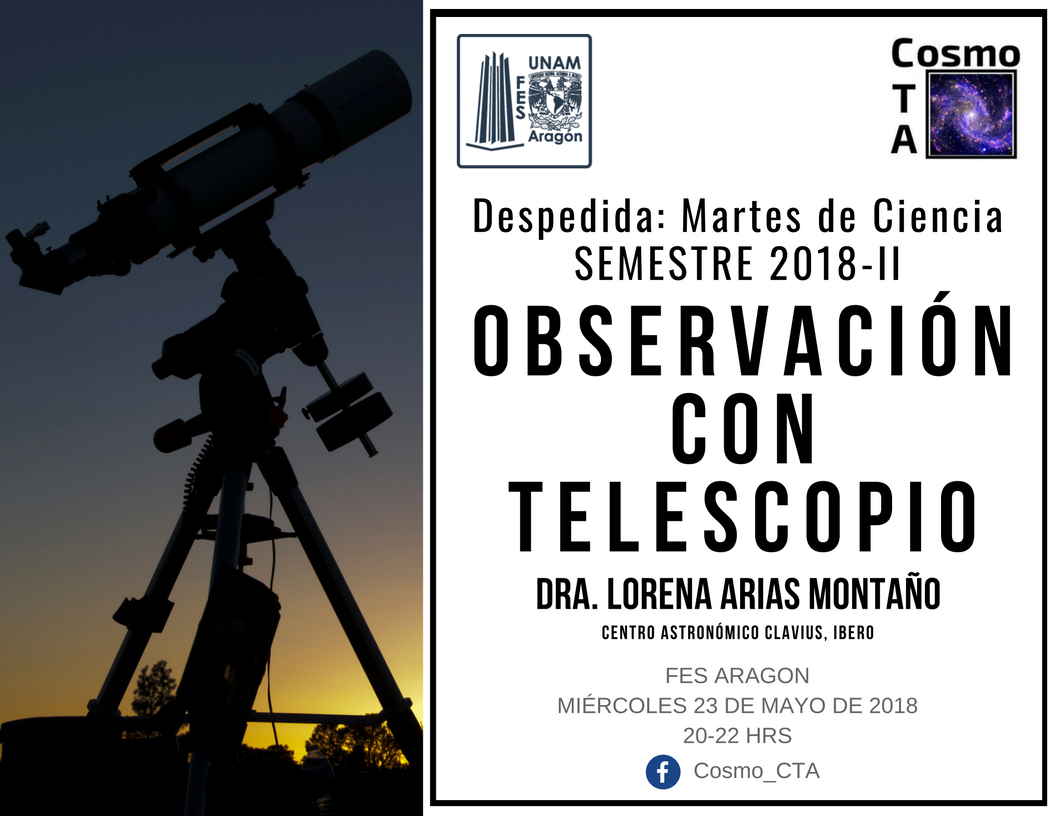 UNAM
FES
Aragón
Cosmo
T
A
Despedida: Martes de Ciencia
SEMESTRE 2018-II
OBSERVACIÓN
CON
TELESCOPIO
DRA. LORENA ARIAS MONTAÑO
CENTRO ASTRONÓMICO CLAVIUS, IBERO
FES ARAGON
MIÉRCOLES 23 DE MAYO DE 2018
20-22 HRS
f Cosmo_CTA